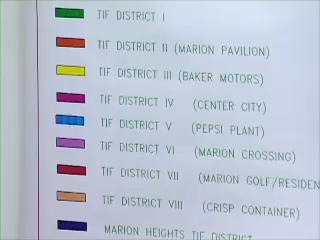 TIF DISTRICT I
TIF DISTRICT II (MARION PAVILION)
TIF DISTRICT III (BAKER MOTORS)
TIF DISTRICT IV (CENTER CITY)
TIF DISTRICT V (PEPSI PLANT)
TIF DISTRICT VI (MARION CROSSING)
TIF DISTRICT VII (MARION GOLF/RESIDEN
TIF DISTRICT VIII (CRISP CONTAINER)
MARION HEIGHTS TIF DISTRICT